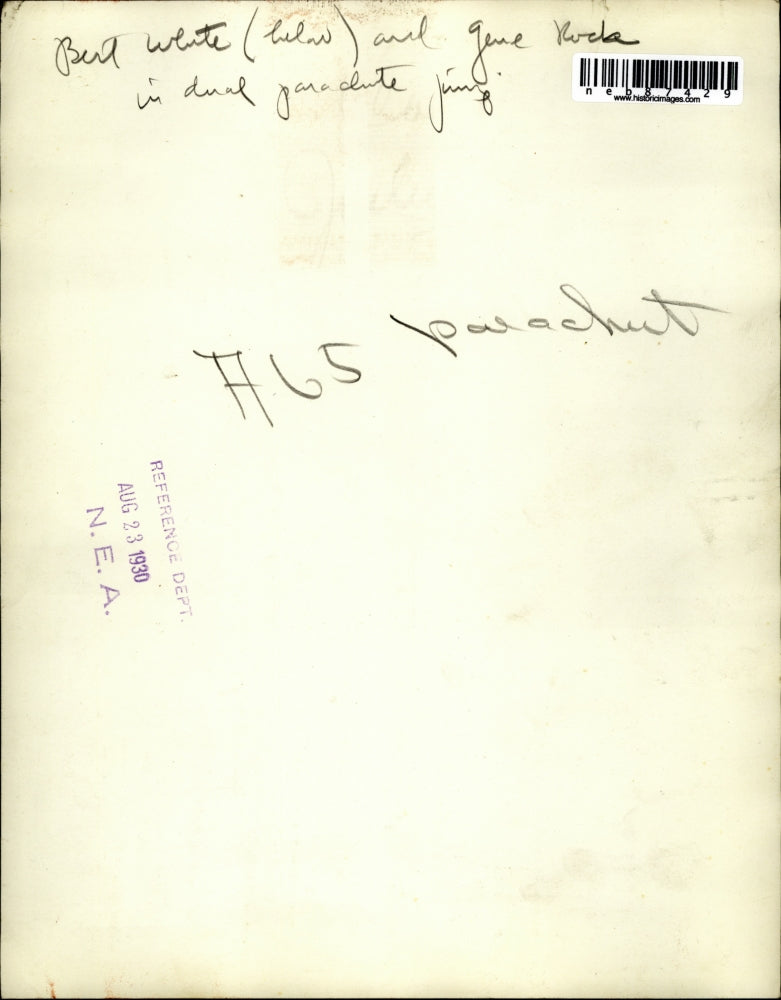 Bert White (below) and Gene Rock
in dual parachute jump
neb87429
www.historicimages.com
A65 parachut
REFERENCE DEPT.
AUG 23 1930
N. E. A.